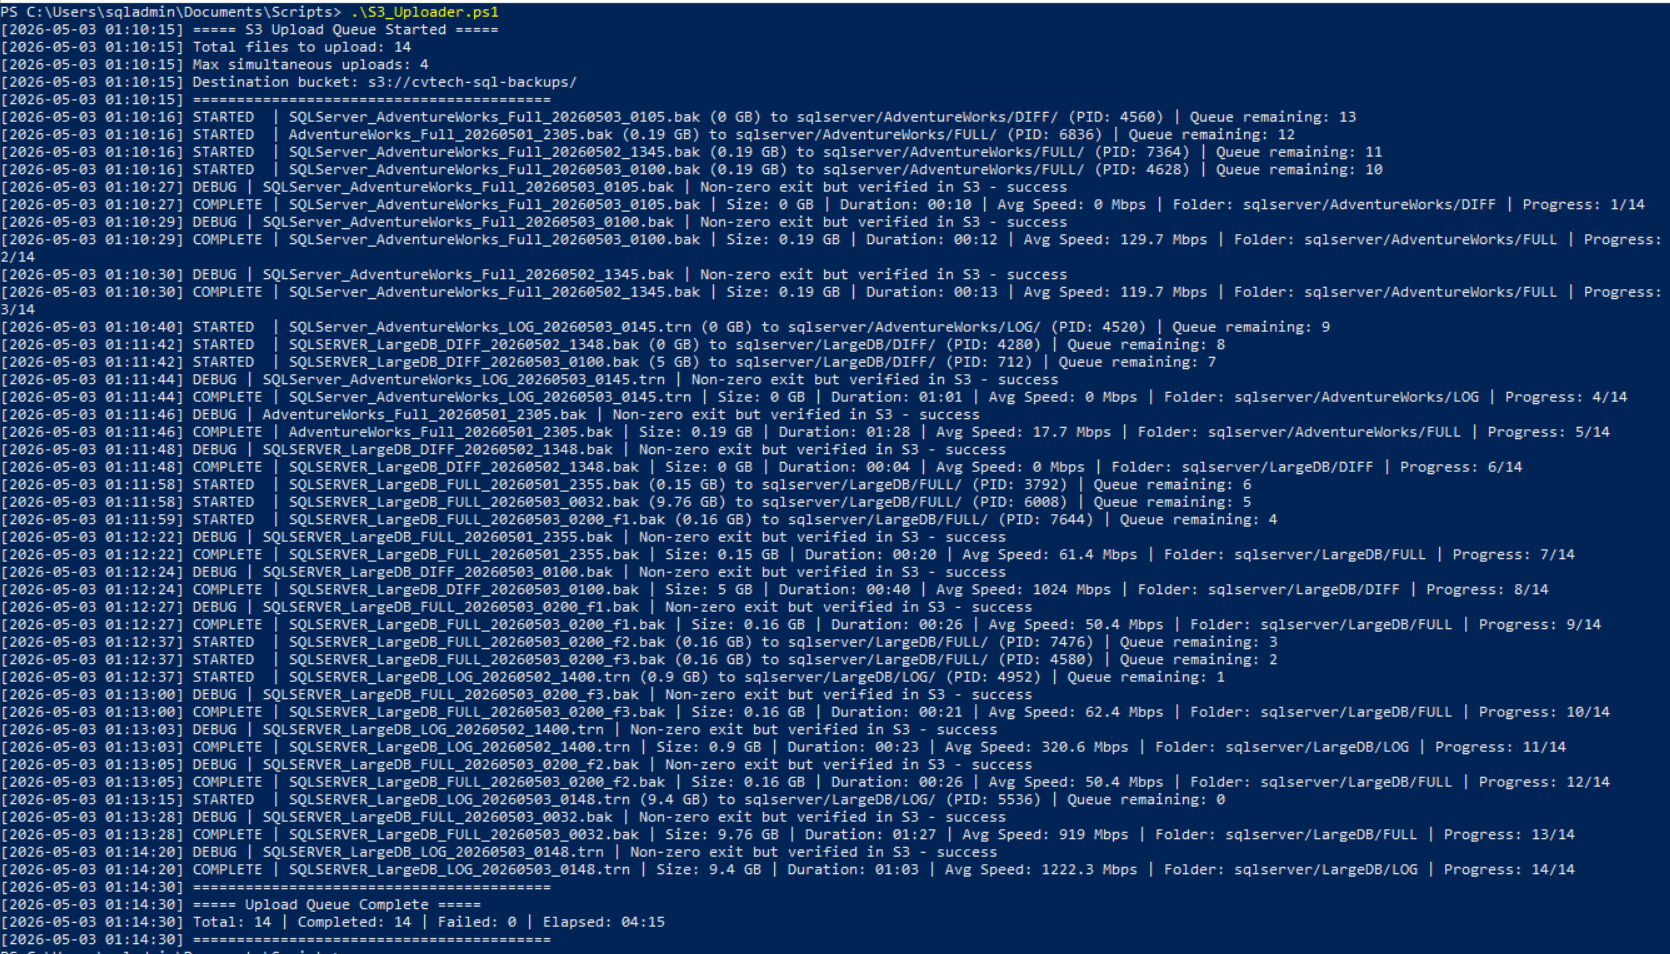 PS C:\Users\sqladmin\Documents\Scripts> .\S3_Uploader.ps1
[2026-05-03 01:10:15] ===== S3 Upload Queue Started =====
[2026-05-03 01:10:15] Total files to upload: 14
[2026-05-03 01:10:15] Max simultaneous uploads: 4
[2026-05-03 01:10:15] Destination bucket: s3://cvtech-sql-backups/
[2026-05-03 01:10:15] =========================================
[2026-05-03 01:10:16] STARTED  | SQLServer_AdventureWorks_Full_20260503_0105.bak (0 GB) to sqlserver/AdventureWorks/DIFF/ (PID: 4560) | Queue remaining: 13
[2026-05-03 01:10:16] STARTED  | AdventureWorks_Full_20260501_2305.bak (0.19 GB) to sqlserver/AdventureWorks/FULL/ (PID: 6836) | Queue remaining: 12
[2026-05-03 01:10:16] STARTED  | SQLServer_AdventureWorks_Full_20260502_1345.bak (0.19 GB) to sqlserver/AdventureWorks/FULL/ (PID: 7364) | Queue remaining: 11
[2026-05-03 01:10:16] STARTED  | SQLServer_AdventureWorks_Full_20260503_0100.bak (0.19 GB) to sqlserver/AdventureWorks/FULL/ (PID: 4628) | Queue remaining: 10
[2026-05-03 01:10:27] DEBUG | SQLServer_AdventureWorks_Full_20260503_0105.bak | Non-zero exit but verified in S3 - success
[2026-05-03 01:10:27] COMPLETE | SQLServer_AdventureWorks_Full_20260503_0105.bak | Size: 0 GB | Duration: 00:10 | Avg Speed: 0 Mbps | Folder: sqlserver/AdventureWorks/DIFF | Progress: 1/14
[2026-05-03 01:10:29] DEBUG | SQLServer_AdventureWorks_Full_20260503_0100.bak | Non-zero exit but verified in S3 - success
[2026-05-03 01:10:29] COMPLETE | SQLServer_AdventureWorks_Full_20260503_0100.bak | Size: 0.19 GB | Duration: 00:12 | Avg Speed: 129.7 Mbps | Folder: sqlserver/AdventureWorks/FULL | Progress:
2/14
[2026-05-03 01:10:30] DEBUG | SQLServer_AdventureWorks_Full_20260502_1345.bak | Non-zero exit but verified in S3 - success
[2026-05-03 01:10:30] COMPLETE | SQLServer_AdventureWorks_Full_20260502_1345.bak | Size: 0.19 GB | Duration: 00:13 | Avg Speed: 119.7 Mbps | Folder: sqlserver/AdventureWorks/FULL | Progress:
3/14
[2026-05-03 01:10:40] STARTED  | SQLServer_AdventureWorks_LOG_20260503_0145.trn (0 GB) to sqlserver/AdventureWorks/LOG/ (PID: 4520) | Queue remaining: 9
[2026-05-03 01:11:42] STARTED  | SQLSERVER_LargeDB_DIFF_20260502_1348.bak (0 GB) to sqlserver/LargeDB/DIFF/ (PID: 4280) | Queue remaining: 8
[2026-05-03 01:11:42] STARTED  | SQLSERVER_LargeDB_DIFF_20260503_0100.bak (5 GB) to sqlserver/LargeDB/DIFF/ (PID: 712) | Queue remaining: 7
[2026-05-03 01:11:44] DEBUG | SQLServer_AdventureWorks_LOG_20260503_0145.trn | Non-zero exit but verified in S3 - success
[2026-05-03 01:11:44] COMPLETE | SQLServer_AdventureWorks_LOG_20260503_0145.trn | Size: 0 GB | Duration: 01:01 | Avg Speed: 0 Mbps | Folder: sqlserver/AdventureWorks/LOG | Progress: 4/14
[2026-05-03 01:11:46] DEBUG | AdventureWorks_Full_20260501_2305.bak | Non-zero exit but verified in S3 - success
[2026-05-03 01:11:46] COMPLETE | AdventureWorks_Full_20260501_2305.bak | Size: 0.19 GB | Duration: 01:28 | Avg Speed: 17.7 Mbps | Folder: sqlserver/AdventureWorks/FULL | Progress: 5/14
[2026-05-03 01:11:48] DEBUG | SQLSERVER_LargeDB_DIFF_20260502_1348.bak | Non-zero exit but verified in S3 - success
[2026-05-03 01:11:48] COMPLETE | SQLSERVER_LargeDB_DIFF_20260502_1348.bak | Size: 0 GB | Duration: 00:04 | Avg Speed: 0 Mbps | Folder: sqlserver/LargeDB/DIFF | Progress: 6/14
[2026-05-03 01:11:58] STARTED  | SQLSERVER_LargeDB_FULL_20260501_2355.bak (0.15 GB) to sqlserver/LargeDB/FULL/ (PID: 3792) | Queue remaining: 6
[2026-05-03 01:11:58] STARTED  | SQLSERVER_LargeDB_FULL_20260503_0032.bak (9.76 GB) to sqlserver/LargeDB/FULL/ (PID: 6008) | Queue remaining: 5
[2026-05-03 01:11:59] STARTED  | SQLSERVER_LargeDB_FULL_20260503_0200_f1.bak (0.16 GB) to sqlserver/LargeDB/FULL/ (PID: 7644) | Queue remaining: 4
[2026-05-03 01:12:22] DEBUG | SQLSERVER_LargeDB_FULL_20260501_2355.bak | Non-zero exit but verified in S3 - success
[2026-05-03 01:12:22] COMPLETE | SQLSERVER_LargeDB_FULL_20260501_2355.bak | Size: 0.15 GB | Duration: 00:20 | Avg Speed: 61.4 Mbps | Folder: sqlserver/LargeDB/FULL | Progress: 7/14
[2026-05-03 01:12:24] DEBUG | SQLSERVER_LargeDB_DIFF_20260503_0100.bak | Non-zero exit but verified in S3 - success
[2026-05-03 01:12:24] COMPLETE | SQLSERVER_LargeDB_DIFF_20260503_0100.bak | Size: 5 GB | Duration: 00:40 | Avg Speed: 1024 Mbps | Folder: sqlserver/LargeDB/DIFF | Progress: 8/14
[2026-05-03 01:12:27] DEBUG | SQLSERVER_LargeDB_FULL_20260503_0200_f1.bak | Non-zero exit but verified in S3 - success
[2026-05-03 01:12:27] COMPLETE | SQLSERVER_LargeDB_FULL_20260503_0200_f1.bak | Size: 0.16 GB | Duration: 00:26 | Avg Speed: 50.4 Mbps | Folder: sqlserver/LargeDB/FULL | Progress: 9/14
[2026-05-03 01:12:37] STARTED  | SQLSERVER_LargeDB_FULL_20260503_0200_f2.bak (0.16 GB) to sqlserver/LargeDB/FULL/ (PID: 7476) | Queue remaining: 3
[2026-05-03 01:12:37] STARTED  | SQLSERVER_LargeDB_FULL_20260503_0200_f3.bak (0.16 GB) to sqlserver/LargeDB/FULL/ (PID: 4580) | Queue remaining: 2
[2026-05-03 01:12:37] STARTED  | SQLSERVER_LargeDB_LOG_20260502_1400.trn (0.9 GB) to sqlserver/LargeDB/LOG/ (PID: 4952) | Queue remaining: 1
[2026-05-03 01:13:00] DEBUG | SQLSERVER_LargeDB_FULL_20260503_0200_f3.bak | Non-zero exit but verified in S3 - success
[2026-05-03 01:13:00] COMPLETE | SQLSERVER_LargeDB_FULL_20260503_0200_f3.bak | Size: 0.16 GB | Duration: 00:21 | Avg Speed: 62.4 Mbps | Folder: sqlserver/LargeDB/FULL | Progress: 10/14
[2026-05-03 01:13:03] DEBUG | SQLSERVER_LargeDB_LOG_20260502_1400.trn | Non-zero exit but verified in S3 - success
[2026-05-03 01:13:03] COMPLETE | SQLSERVER_LargeDB_LOG_20260502_1400.trn | Size: 0.9 GB | Duration: 00:23 | Avg Speed: 320.6 Mbps | Folder: sqlserver/LargeDB/LOG | Progress: 11/14
[2026-05-03 01:13:05] DEBUG | SQLSERVER_LargeDB_FULL_20260503_0200_f2.bak | Non-zero exit but verified in S3 - success
[2026-05-03 01:13:05] COMPLETE | SQLSERVER_LargeDB_FULL_20260503_0200_f2.bak | Size: 0.16 GB | Duration: 00:26 | Avg Speed: 50.4 Mbps | Folder: sqlserver/LargeDB/FULL | Progress: 12/14
[2026-05-03 01:13:15] STARTED  | SQLSERVER_LargeDB_LOG_20260503_0148.trn (9.4 GB) to sqlserver/LargeDB/LOG/ (PID: 5536) | Queue remaining: 0
[2026-05-03 01:13:28] DEBUG | SQLSERVER_LargeDB_FULL_20260503_0032.bak | Non-zero exit but verified in S3 - success
[2026-05-03 01:13:28] COMPLETE | SQLSERVER_LargeDB_FULL_20260503_0032.bak | Size: 9.76 GB | Duration: 01:27 | Avg Speed: 919 Mbps | Folder: sqlserver/LargeDB/FULL | Progress: 13/14
[2026-05-03 01:14:20] DEBUG | SQLSERVER_LargeDB_LOG_20260503_0148.trn | Non-zero exit but verified in S3 - success
[2026-05-03 01:14:20] COMPLETE | SQLSERVER_LargeDB_LOG_20260503_0148.trn | Size: 9.4 GB | Duration: 01:03 | Avg Speed: 1222.3 Mbps | Folder: sqlserver/LargeDB/LOG | Progress: 14/14
[2026-05-03 01:14:30] =========================================
[2026-05-03 01:14:30] ===== Upload Queue Complete =====
[2026-05-03 01:14:30] Total: 14 | Completed: 14 | Failed: 0 | Elapsed: 04:15
[2026-05-03 01:14:30] =========================================